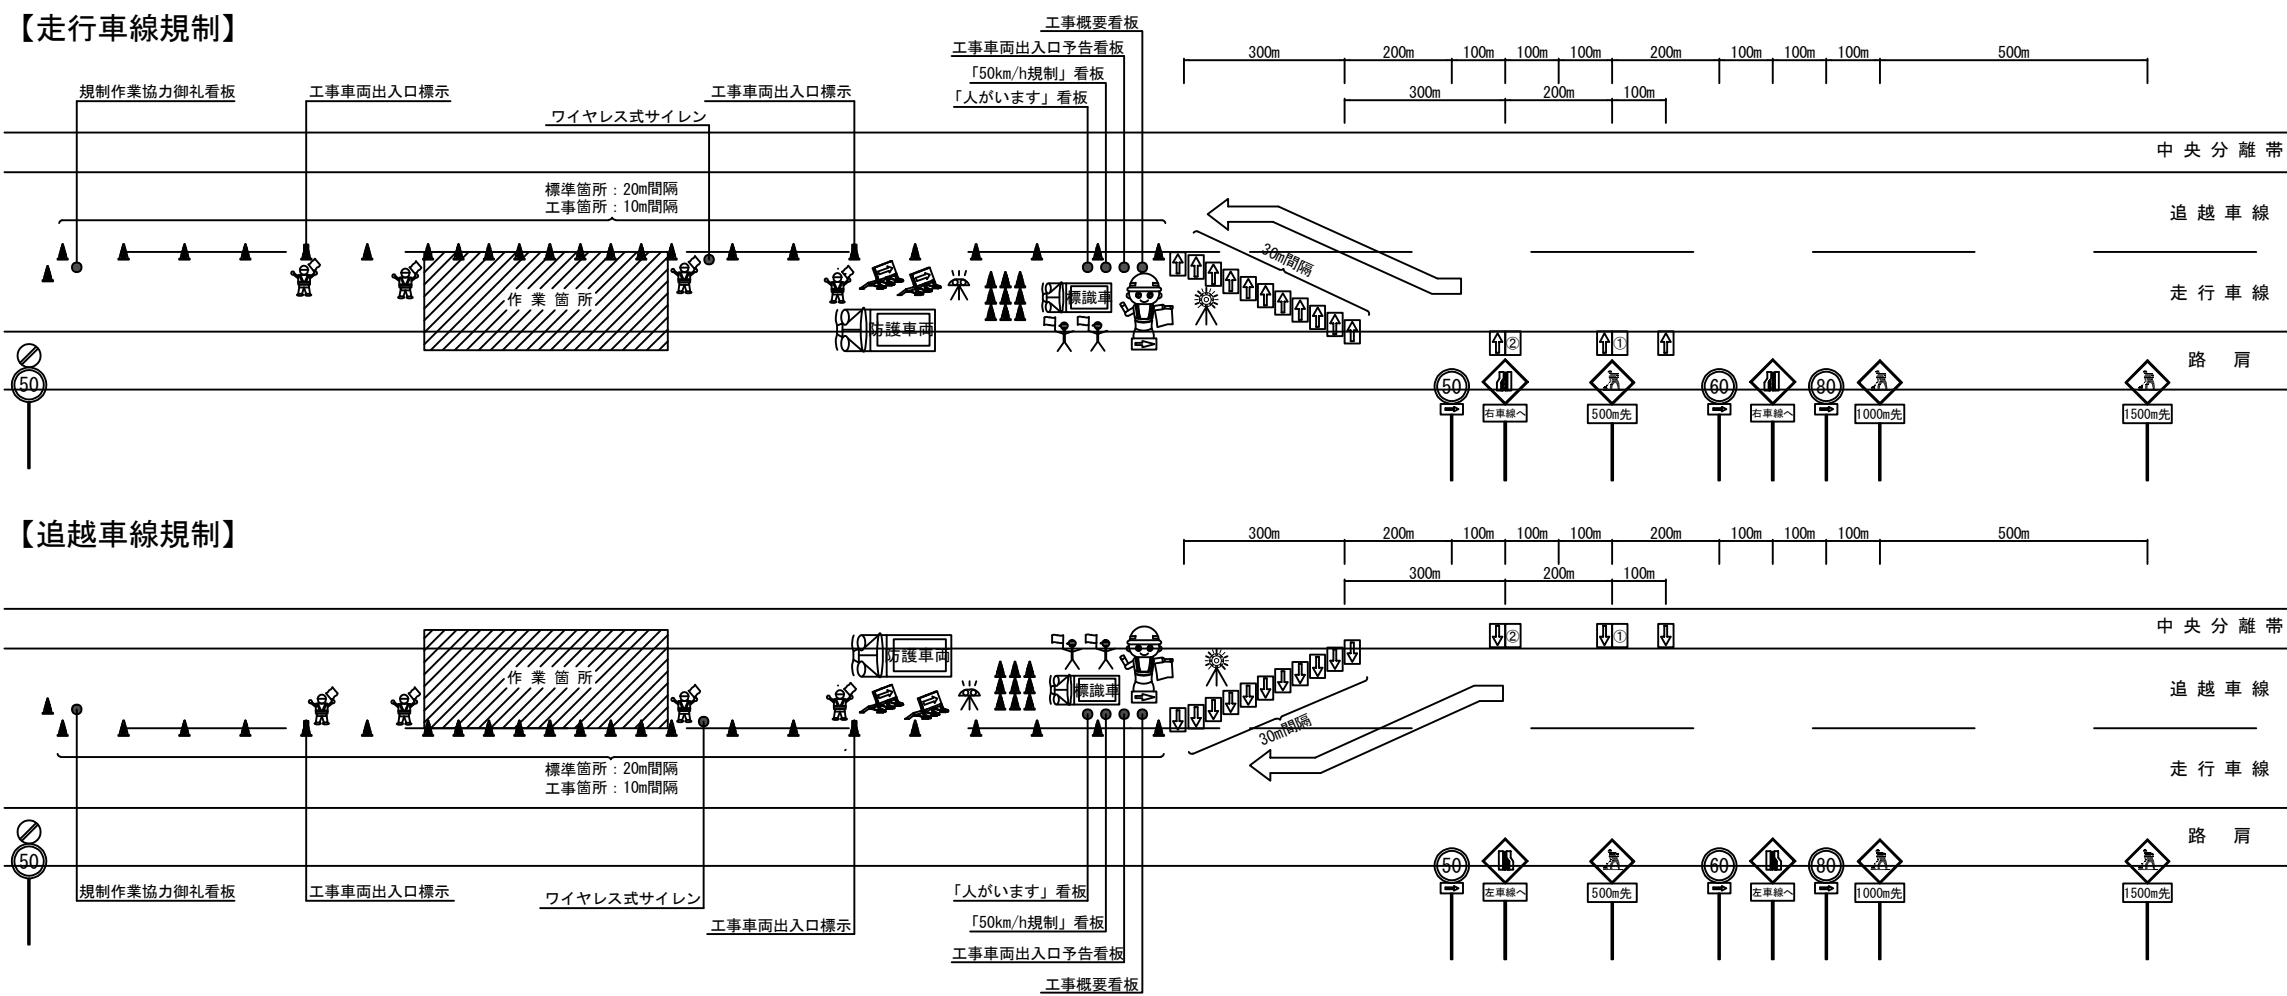 【走行車線規制】
工事概要看板
工事車両出入口予告看板
「50km/h規制」看板
「人がいます」看板
規制作業協力御礼看板
工事車両出入口標示
ワイヤレス式サイレン
工事車両出入口標示
300m 200m 100m 100m 100m 200m 100m 100m 100m 500m
300m 200m 100m
中央分離帯
標準箇所：20m間隔
工事箇所：10m間隔
追越車線
30m間隔
作業箇所
標識車
走行車線
防護車両
② ①
路肩
50
50 60 80
右車線へ 500m先 右車線へ 1000m先 1500m先
【追越車線規制】
300m 200m 100m 100m 100m 200m 100m 100m 100m 500m
300m 200m 100m
中央分離帯
② ①
防護車両
作業箇所
標識車
追越車線
30m間隔
標準箇所：20m間隔
工事箇所：10m間隔
走行車線
路肩
50
50 60 80
左車線へ 500m先 左車線へ 1000m先 1500m先
規制作業協力御礼看板
工事車両出入口標示
ワイヤレス式サイレン
工事車両出入口標示
「人がいます」看板
「50km/h規制」看板
工事車両出入口予告看板
工事概要看板